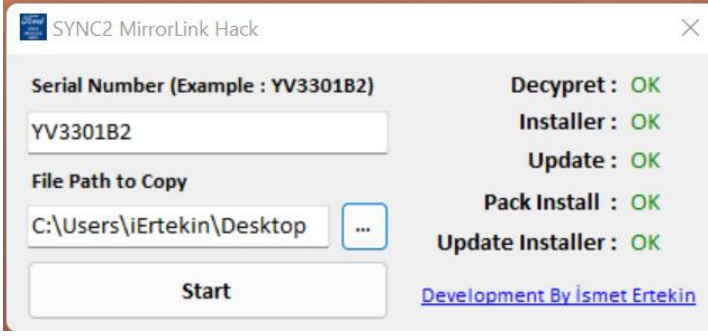 SYNC2 MirrorLink Hack
Serial Number (Example : YV3301B2)
YV3301B2
File Path to Copy
C:\Users\iErtekin\Desktop
...
Start
Decypret : OK
Installer : OK
Update : OK
Pack Install : OK
Update Installer : OK
Development By İsmet Ertekin